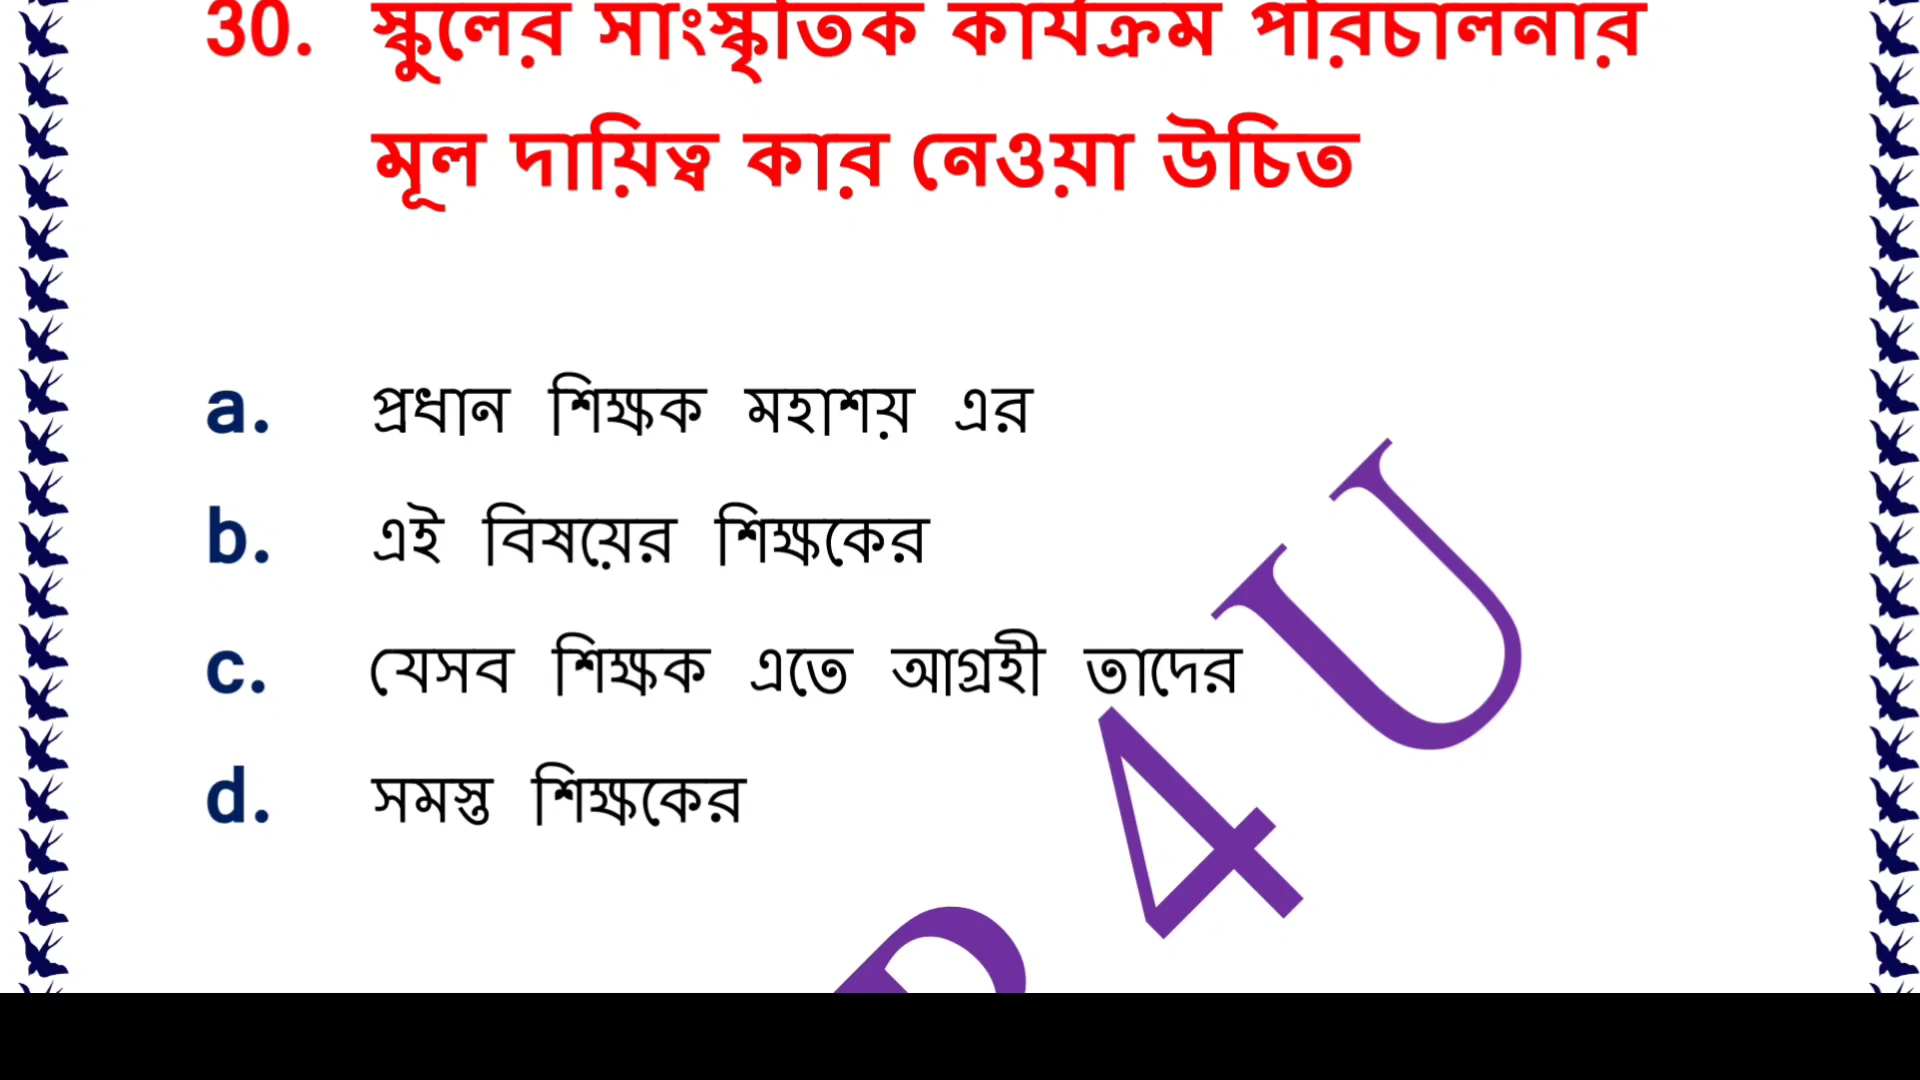 30. স্কুলের সাংস্কৃতিক কার্যক্রম পরিচালনার
মূল দায়িত্ব কার নেওয়া উচিত
a. প্রধান শিক্ষক মহাশয় এর
b. এই বিষয়ের শিক্ষকের
c. যেসব শিক্ষক এতে আগ্রহী তাদের
d. সমস্ত শিক্ষকের
P4U